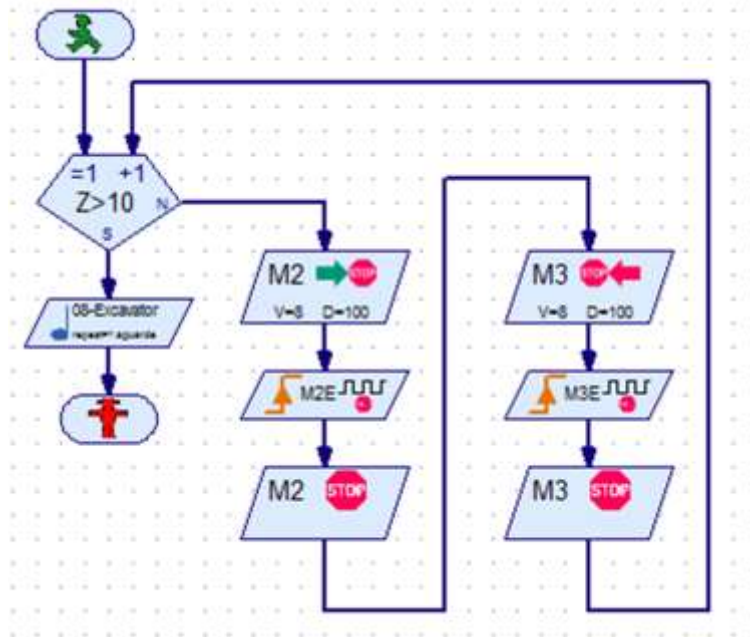 =1 +1
Z>10
N
S
08-Excavator
M2 STOP
V=8 D=100
M2E
M2 STOP
M3 STOP
V=8 D=100
M3E
M3 STOP